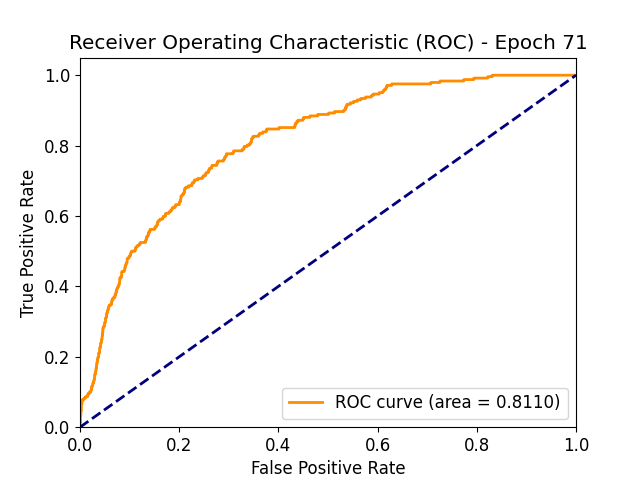 Receiver Operating Characteristic (ROC) - Epoch 71
True Positive Rate
1.0
0.8
0.6
0.4
0.2
0.0
ROC curve (area = 0.8110)
0.0 0.2 0.4 0.6 0.8 1.0
False Positive Rate